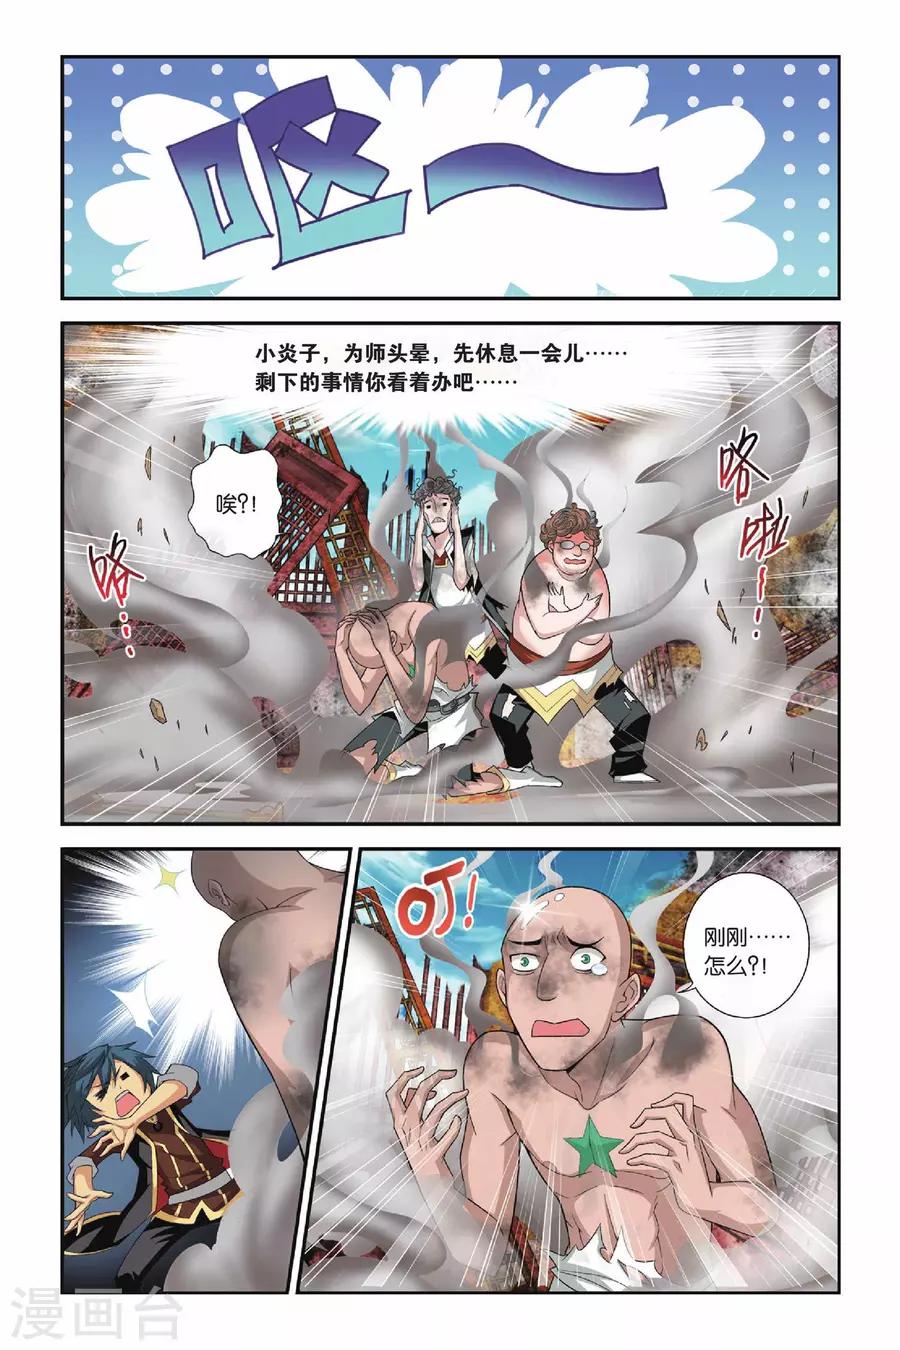 呕～
小炎子，为师头晕，先休息一会儿……
剩下的事情你看着办吧……
唉?!
咯
啦
～!
咯…
叮!
刚刚……
怎么?!
漫画台